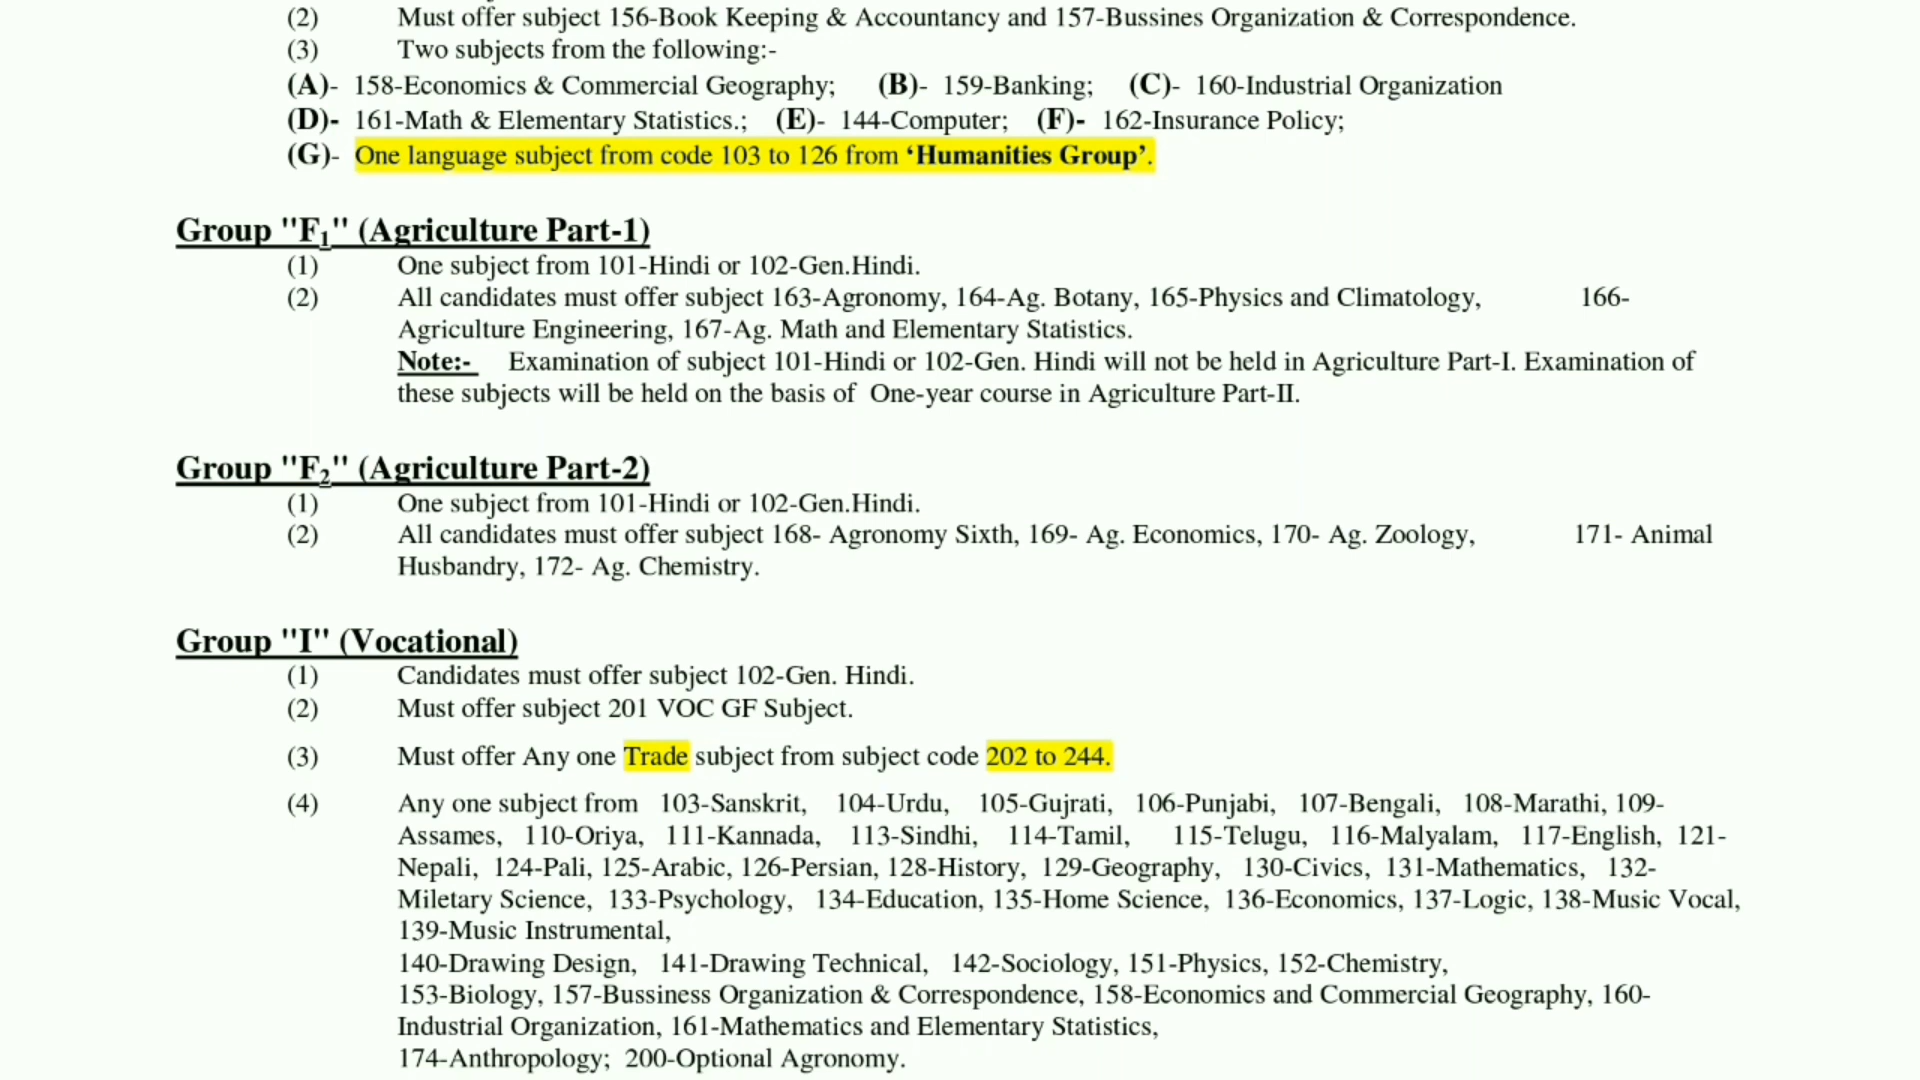 (2) Must offer subject 156-Book Keeping & Accountancy and 157-Bussines Organization & Correspondence.
(3) Two subjects from the following:-
(A)- 158-Economics & Commercial Geography; (B)- 159-Banking; (C)- 160-Industrial Organization
(D)- 161-Math & Elementary Statistics.; (E)- 144-Computer; (F)- 162-Insurance Policy;
(G)- One language subject from code 103 to 126 from ‘Humanities Group’.
Group "F1" (Agriculture Part-1)
(1) One subject from 101-Hindi or 102-Gen.Hindi.
(2) All candidates must offer subject 163-Agronomy, 164-Ag. Botany, 165-Physics and Climatology, 166-
Agriculture Engineering, 167-Ag. Math and Elementary Statistics.
Note:- Examination of subject 101-Hindi or 102-Gen. Hindi will not be held in Agriculture Part-I. Examination of
these subjects will be held on the basis of One-year course in Agriculture Part-II.
Group "F2" (Agriculture Part-2)
(1) One subject from 101-Hindi or 102-Gen.Hindi.
(2) All candidates must offer subject 168- Agronomy Sixth, 169- Ag. Economics, 170- Ag. Zoology, 171- Animal
Husbandry, 172- Ag. Chemistry.
Group "I" (Vocational)
(1) Candidates must offer subject 102-Gen. Hindi.
(2) Must offer subject 201 VOC GF Subject.
(3) Must offer Any one Trade subject from subject code 202 to 244.
(4) Any one subject from 103-Sanskrit, 104-Urdu, 105-Gujrati, 106-Punjabi, 107-Bengali, 108-Marathi, 109-
Assames, 110-Oriya, 111-Kannada, 113-Sindhi, 114-Tamil, 115-Telugu, 116-Malyalam, 117-English, 121-
Nepali, 124-Pali, 125-Arabic, 126-Persian, 128-History, 129-Geography, 130-Civics, 131-Mathematics, 132-
Miletary Science, 133-Psychology, 134-Education, 135-Home Science, 136-Economics, 137-Logic, 138-Music Vocal,
139-Music Instrumental,
140-Drawing Design, 141-Drawing Technical, 142-Sociology, 151-Physics, 152-Chemistry,
153-Biology, 157-Bussiness Organization & Correspondence, 158-Economics and Commercial Geography, 160-
Industrial Organization, 161-Mathematics and Elementary Statistics,
174-Anthropology; 200-Optional Agronomy.